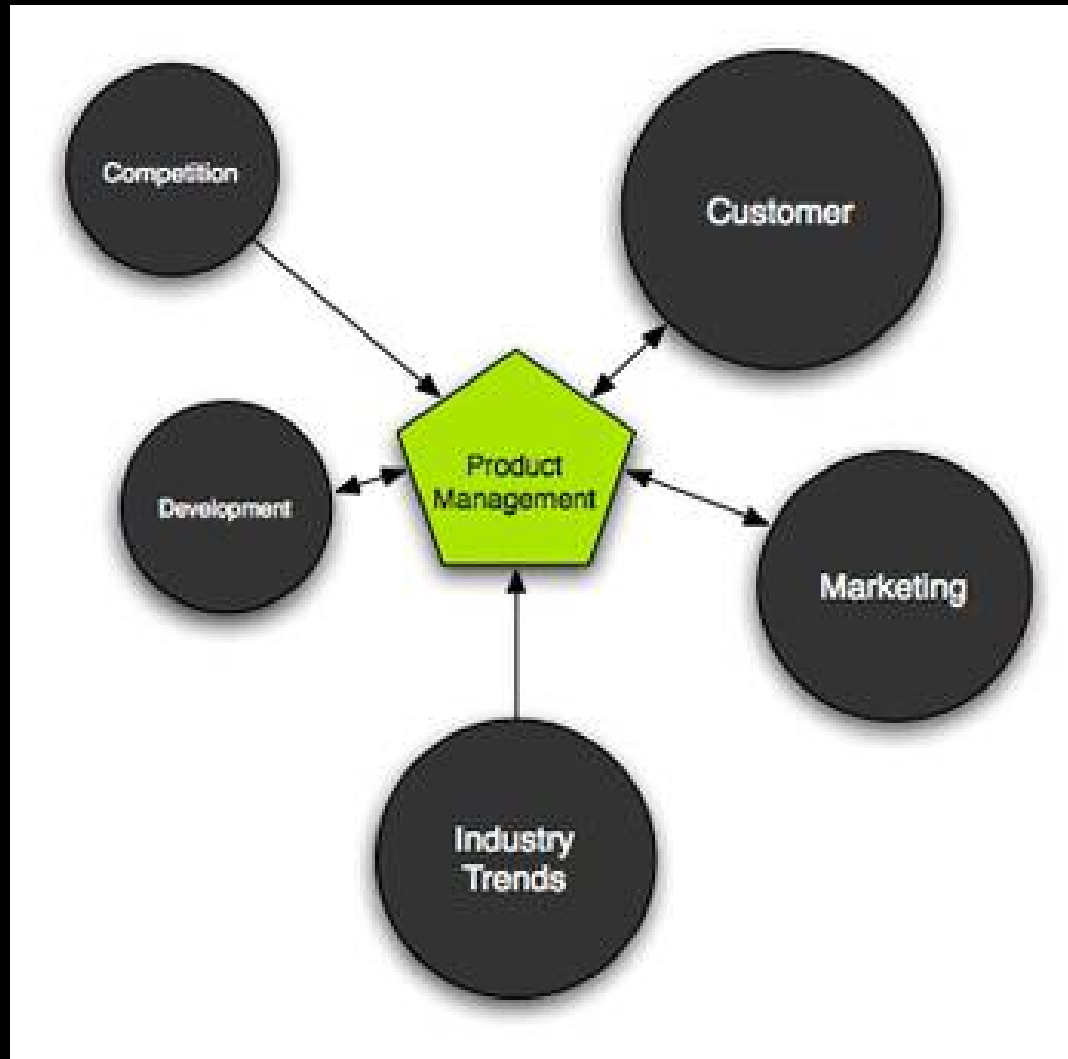 Competition
Customer
Product
Management
Development
Marketing
Industry
Trends